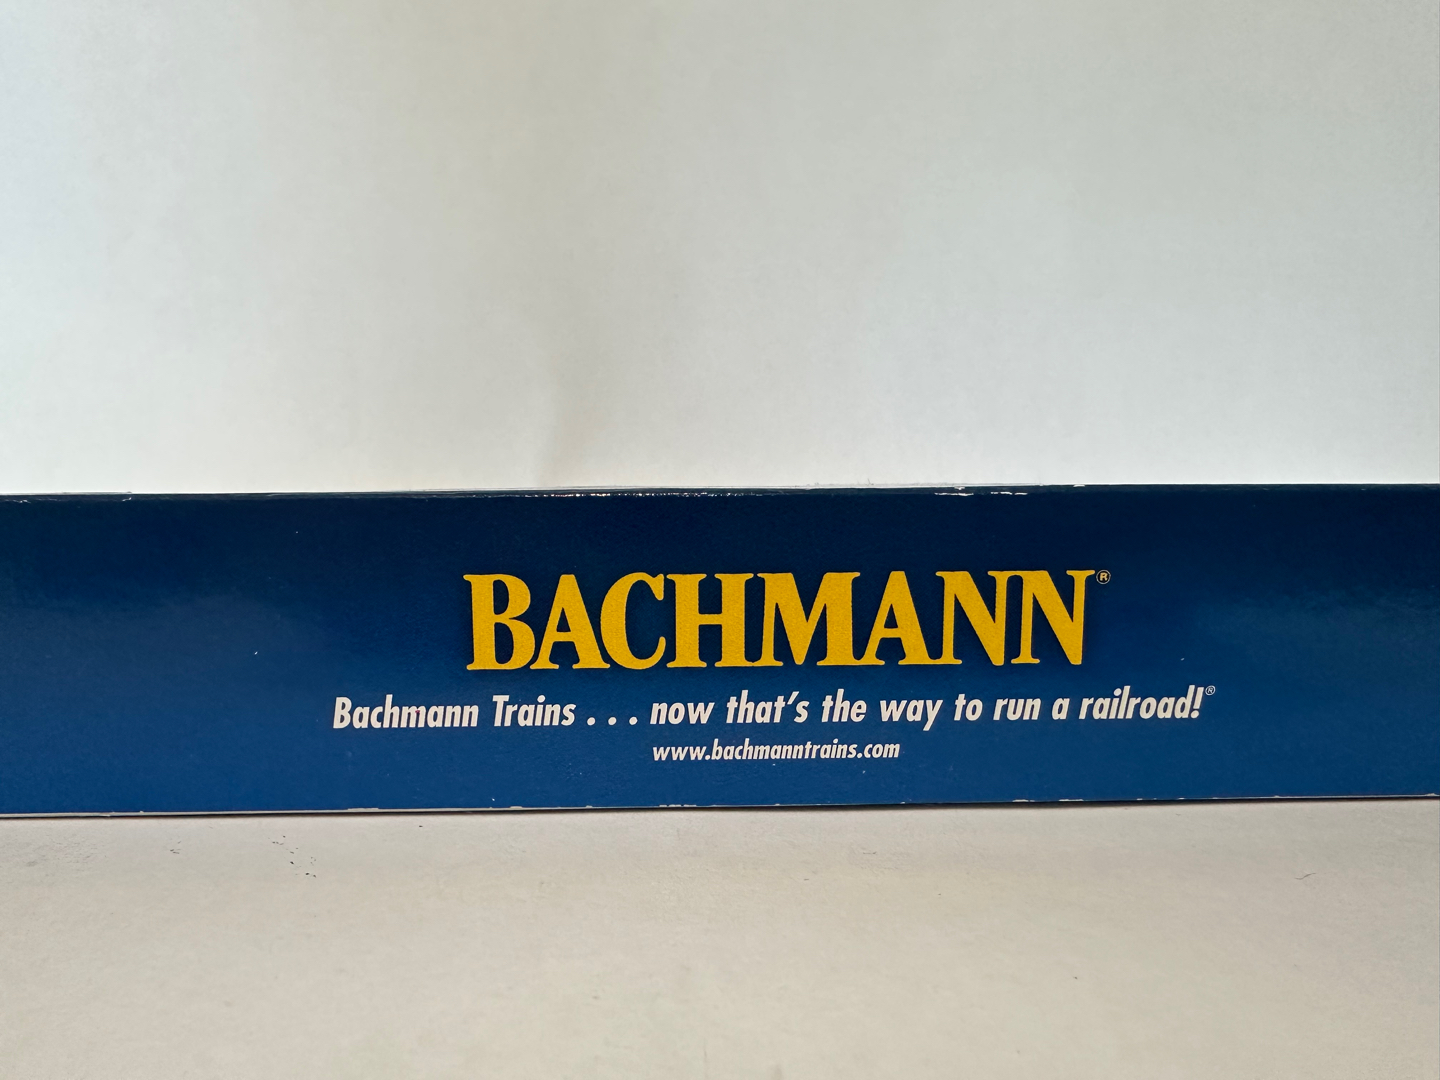 BACHMANN®
Bachmann Trains . . . now that's the way to run a railroad!®
www.bachmanntrains.com